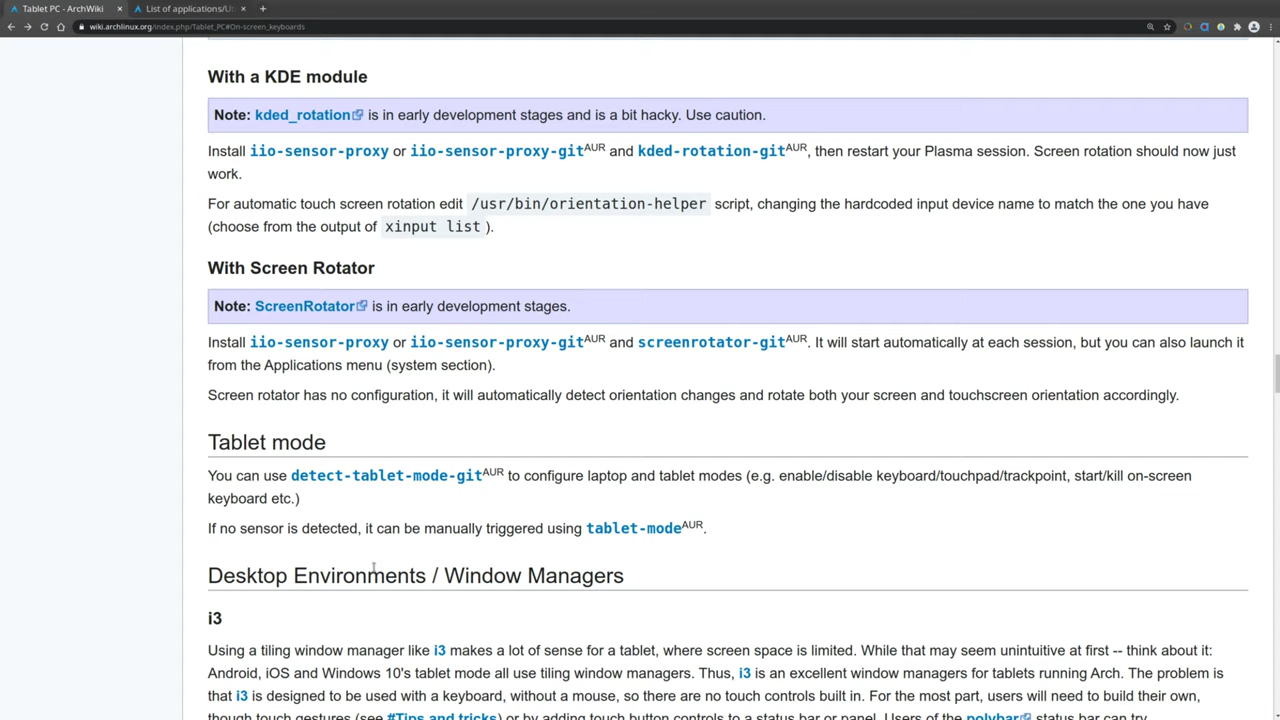 Tablet PC - ArchWiki
List of applications/Ut
wiki.archlinux.org/index.php/Tablet_PC#On-screen_keyboards
With a KDE module
Note: kded_rotation is in early development stages and is a bit hacky. Use caution.
Install iio-sensor-proxy or iio-sensor-proxy-gitAUR and kded-rotation-gitAUR, then restart your Plasma session. Screen rotation should now just
work.
For automatic touch screen rotation edit /usr/bin/orientation-helper script, changing the hardcoded input device name to match the one you have
(choose from the output of xinput list ).
With Screen Rotator
Note: ScreenRotator is in early development stages.
Install iio-sensor-proxy or iio-sensor-proxy-gitAUR and screenrotator-gitAUR. It will start automatically at each session, but you can also launch it
from the Applications menu (system section).
Screen rotator has no configuration, it will automatically detect orientation changes and rotate both your screen and touchscreen orientation accordingly.
Tablet mode
You can use detect-tablet-mode-gitAUR to configure laptop and tablet modes (e.g. enable/disable keyboard/touchpad/trackpoint, start/kill on-screen
keyboard etc.)
If no sensor is detected, it can be manually triggered using tablet-modeAUR.
Desktop Environments / Window Managers
i3
Using a tiling window manager like i3 makes a lot of sense for a tablet, where screen space is limited. While that may seem unintuitive at first -- think about it:
Android, iOS and Windows 10's tablet mode all use tiling window managers. Thus, i3 is an excellent window managers for tablets running Arch. The problem is
that i3 is designed to be used with a keyboard, without a mouse, so there are no touch controls built in. For the most part, users will need to build their own,
though touch gestures (see #Tips and tricks) or by adding touch button controls to a status bar or panel. Users of the polybar status bar can try